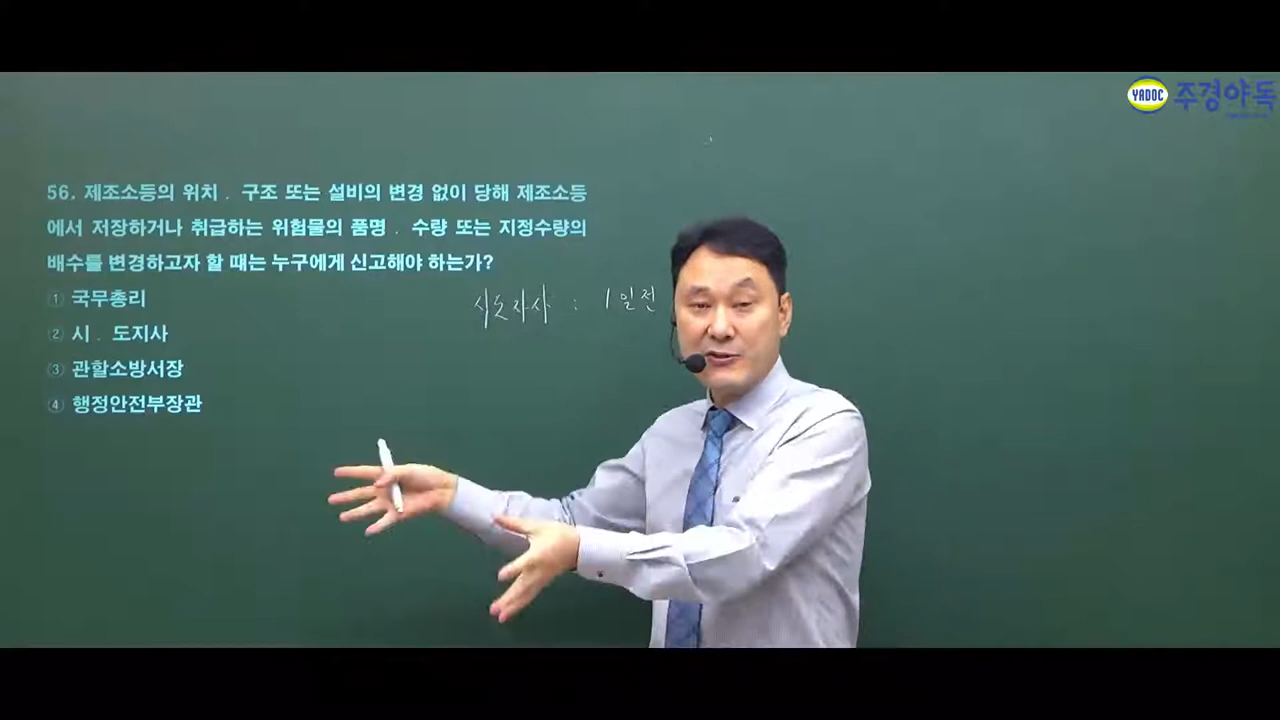 YADOC 주경야독
56. 제조소등의 위치 . 구조 또는 설비의 변경 없이 당해 제조소등
에서 저장하거나 취급하는 위험물의 품명 . 수량 또는 지정수량의
배수를 변경하고자 할 때는 누구에게 신고해야 하는가?
① 국무총리
시도지사 : 1일전
② 시 . 도지사
③ 관할소방서장
④ 행정안전부장관